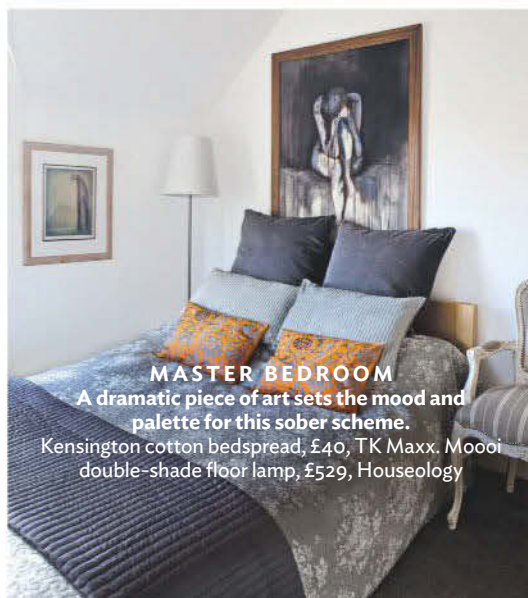 MASTER BEDROOM
A dramatic piece of art sets the mood and
palette for this sober scheme.
Kensington cotton bedspread, £40, TK Maxx. Moooi
double-shade floor lamp, £529, Houseology